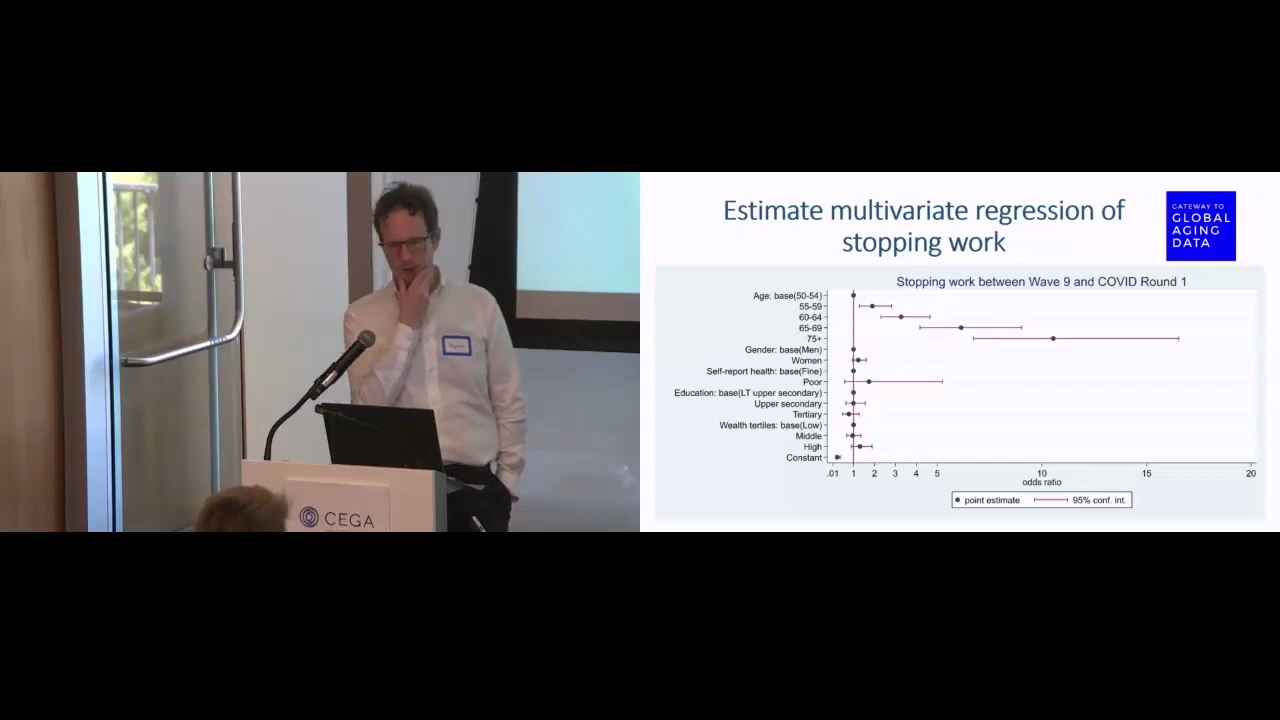 CEGA
Estimate multivariate regression of
stopping work
GATEWAY TO
GLOBAL
AGING
DATA
Stopping work between Wave 9 and COVID Round 1
Age: base(50-54)
55-59
60-64
65-69
75+
Gender: base(Men)
Women
Self-report health: base(Fine)
Poor
Education: base(LT upper secondary)
Upper secondary
Tertiary
Wealth tertiles: base(Low)
Middle
High
Constant
.01 1 2 3 4 5 10 15 20
odds ratio
point estimate 95% conf. int.